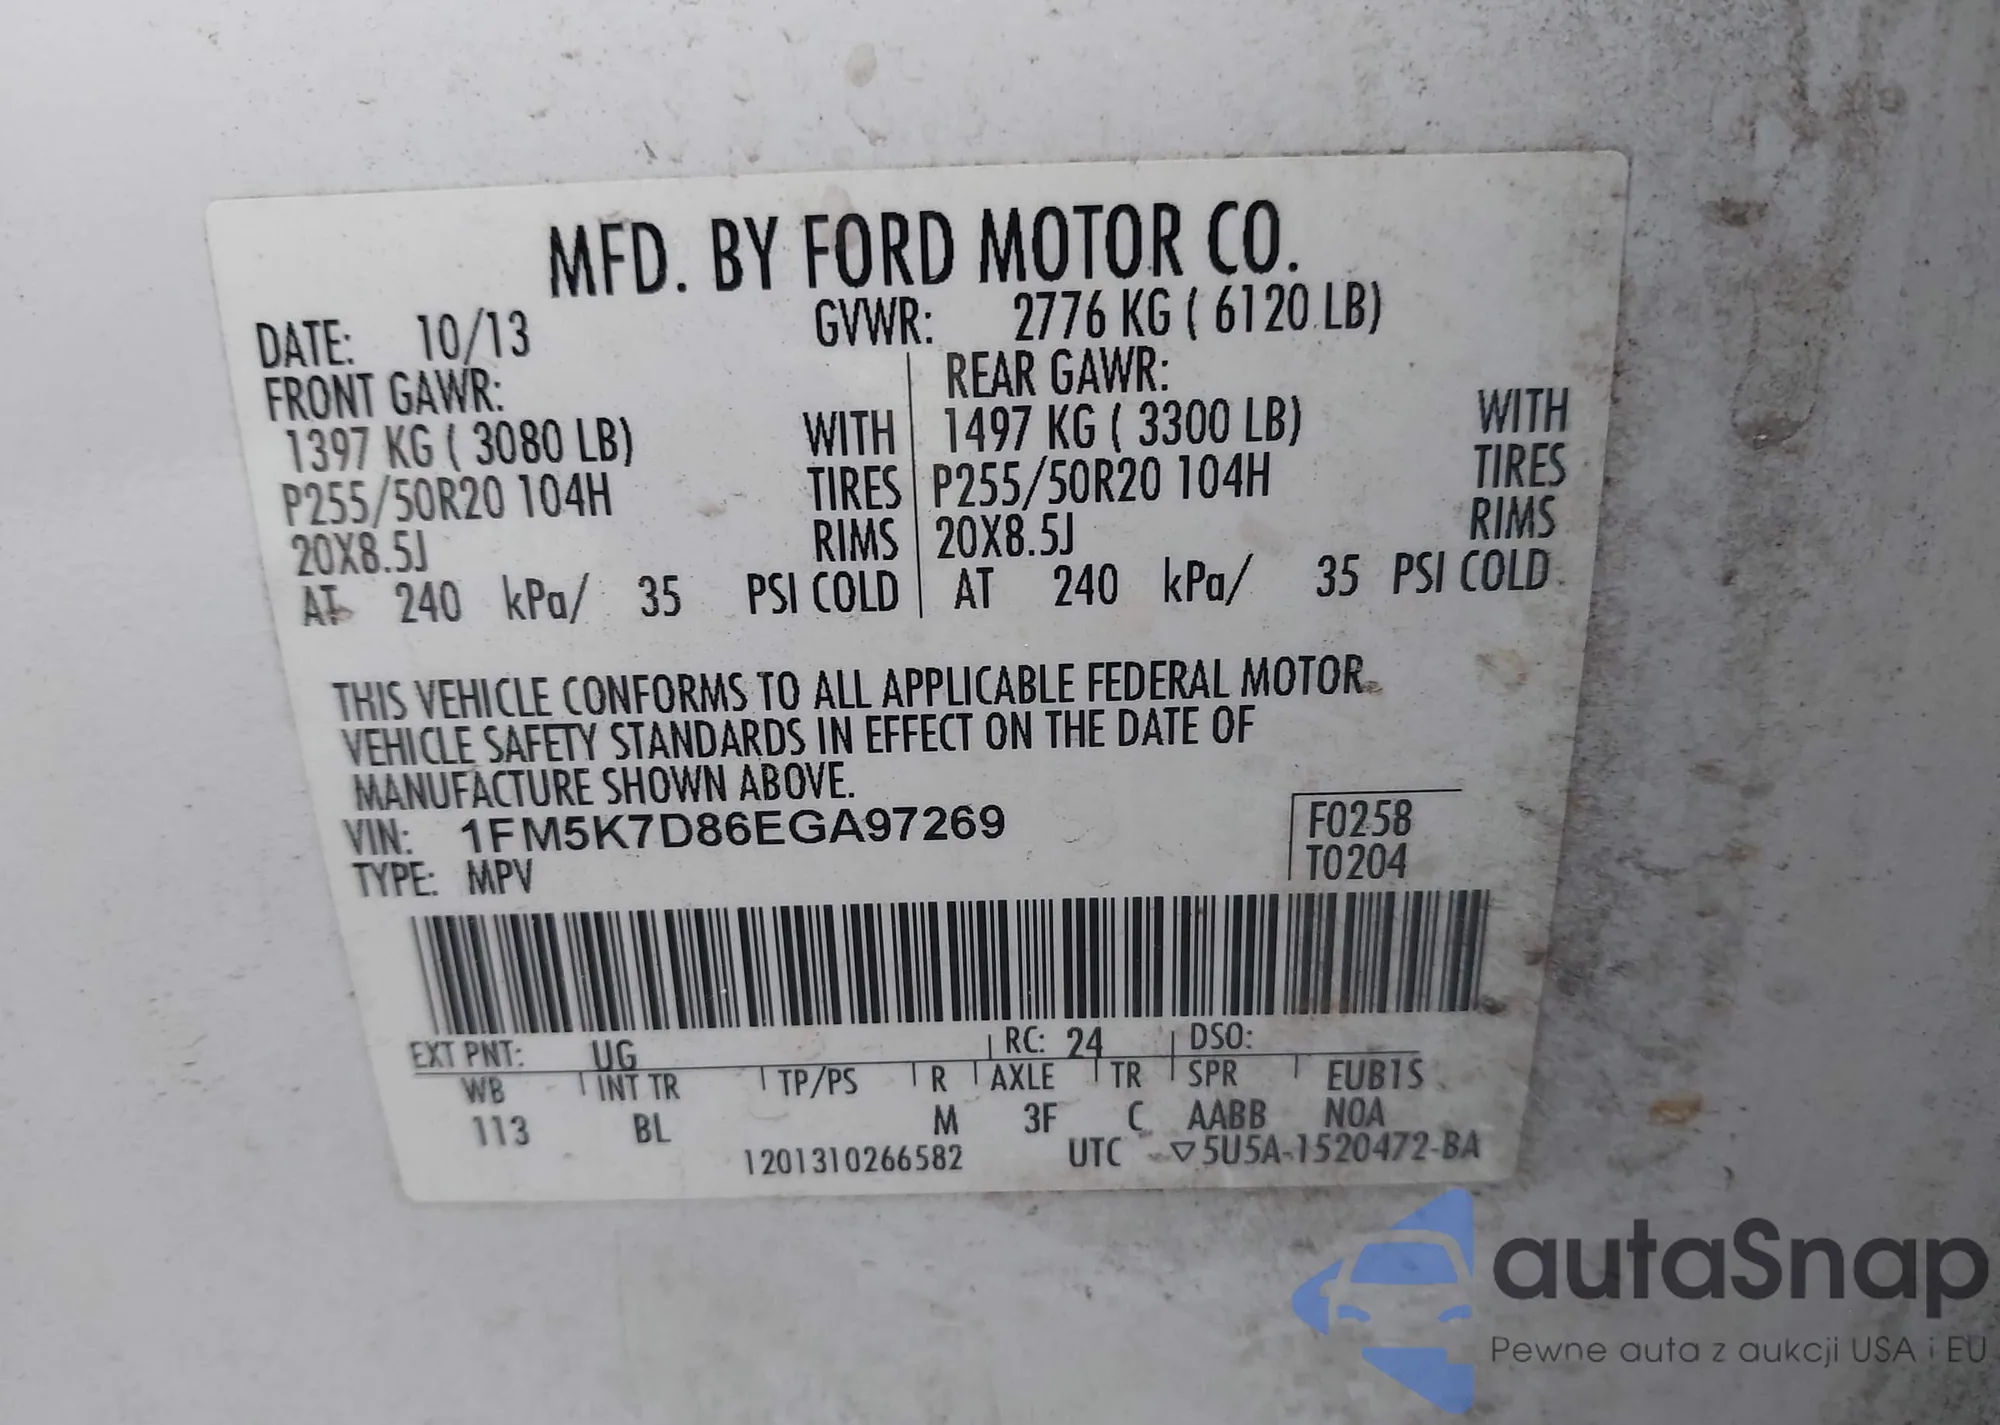 MFD. BY FORD MOTOR CO.
DATE: 10/13 GVWR: 2776 KG ( 6120 LB)
FRONT GAWR: REAR GAWR:
1397 KG ( 3080 LB) WITH 1497 KG ( 3300 LB) WITH
P255/50R20 104H TIRES P255/50R20 104H TIRES
20X8.5J RIMS 20X8.5J RIMS
AT 240 kPa/ 35 PSI COLD AT 240 kPa/ 35 PSI COLD
THIS VEHICLE CONFORMS TO ALL APPLICABLE FEDERAL MOTOR
VEHICLE SAFETY STANDARDS IN EFFECT ON THE DATE OF
MANUFACTURE SHOWN ABOVE.
VIN: 1FM5K7D86EGA97269 F0258
TYPE: MPV T0204
EXT PNT: UG RC: 24 DSO:
WB INT TR TP/PS R AXLE TR SPR EUB1S
113 BL M 3F C AABB NOA
1201310266582 UTC ▽5U5A-1520472-BA
autaSnap
Pewne auta z aukcji USA i EU